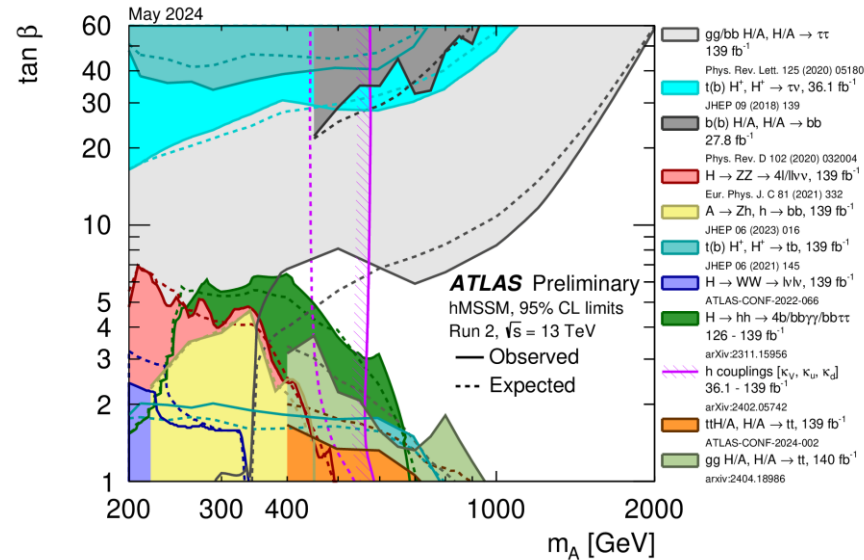 May 2024
tan β
60
40
30
20
10
5
4
3
2
1
200
300
400
1000
2000
m_A [GeV]
ATLAS Preliminary
hMSSM, 95% CL limits
Run 2, √s = 13 TeV
Observed
Expected
gg/bb H/A, H/A → ττ
139 fb⁻¹
Phys. Rev. Lett. 125 (2020) 05180
t(b) H⁺, H⁺ → τν, 36.1 fb⁻¹
JHEP 09 (2018) 139
b(b) H/A, H/A → bb
27.8 fb⁻¹
Phys. Rev. D 102 (2020) 032004
H → ZZ → 4l/llνν, 139 fb⁻¹
Eur. Phys. J. C 81 (2021) 332
A → Zh, h → bb, 139 fb⁻¹
JHEP 06 (2023) 016
t(b) H⁺, H⁺ → tb, 139 fb⁻¹
JHEP 06 (2021) 145
H → WW → lνlν, 139 fb⁻¹
ATLAS-CONF-2022-066
H → hh → 4b/bbγγ/bbττ
126 - 139 fb⁻¹
arXiv:2311.15956
h couplings [κ_V, κ_u, κ_d]
36.1 - 139 fb⁻¹
arXiv:2402.05742
ttH/A, H/A → tt, 139 fb⁻¹
ATLAS-CONF-2024-002
gg H/A, H/A → tt, 140 fb⁻¹
arxiv:2404.18986